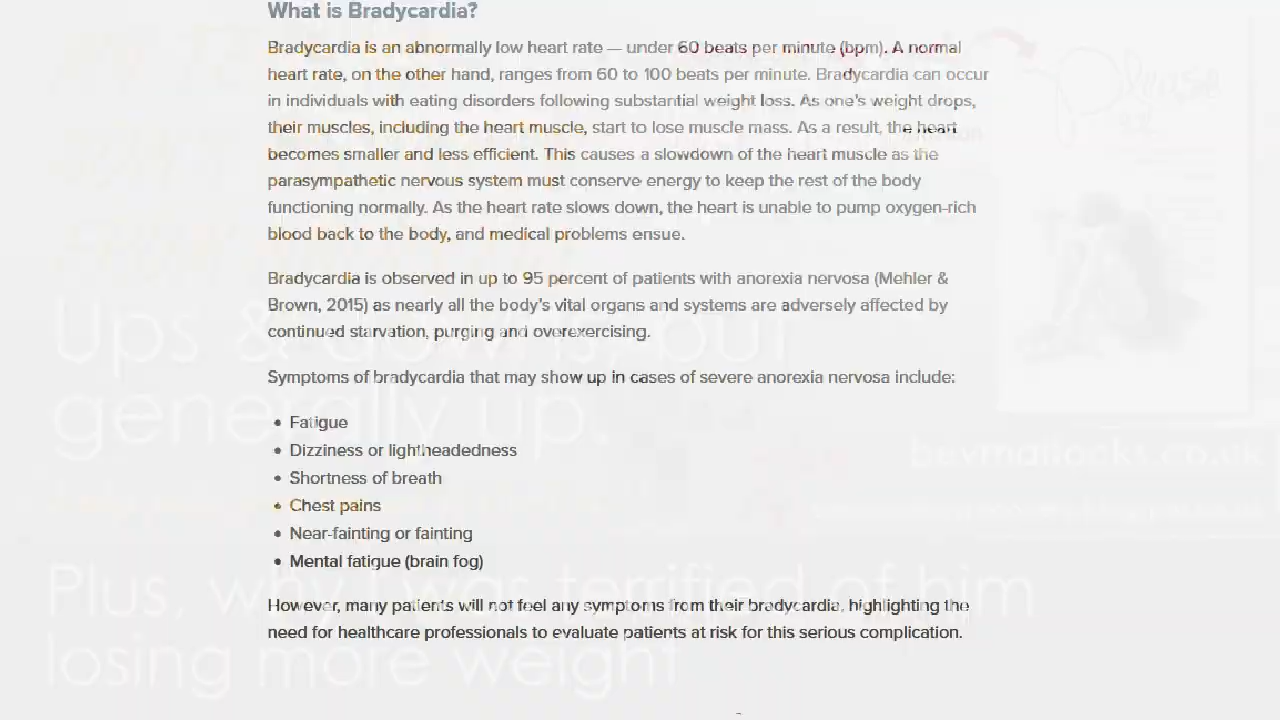 What is Bradycardia?
Bradycardia is an abnormally low heart rate — under 60 beats per minute (bpm). A normal
heart rate, on the other hand, ranges from 60 to 100 beats per minute. Bradycardia can occur
in individuals with eating disorders following substantial weight loss. As one's weight drops,
their muscles, including the heart muscle, start to lose muscle mass. As a result, the heart
becomes smaller and less efficient. This causes a slowdown of the heart muscle as the
parasympathetic nervous system must conserve energy to keep the rest of the body
functioning normally. As the heart rate slows down, the heart is unable to pump oxygen-rich
blood back to the body, and medical problems ensue.
Bradycardia is observed in up to 95 percent of patients with anorexia nervosa (Mehler &
Brown, 2015) as nearly all the body's vital organs and systems are adversely affected by
continued starvation, purging and overexercising.
Symptoms of bradycardia that may show up in cases of severe anorexia nervosa include:
• Fatigue
• Dizziness or lightheadedness
• Shortness of breath
• Chest pains
• Near-fainting or fainting
• Mental fatigue (brain fog)
However, many patients will not feel any symptoms from their bradycardia, highlighting the
need for healthcare professionals to evaluate patients at risk for this serious complication.
Ups & downs, but
generally up.
Plus, why I was terrified of him
losing more weight
Please
bevmattocks.co.uk